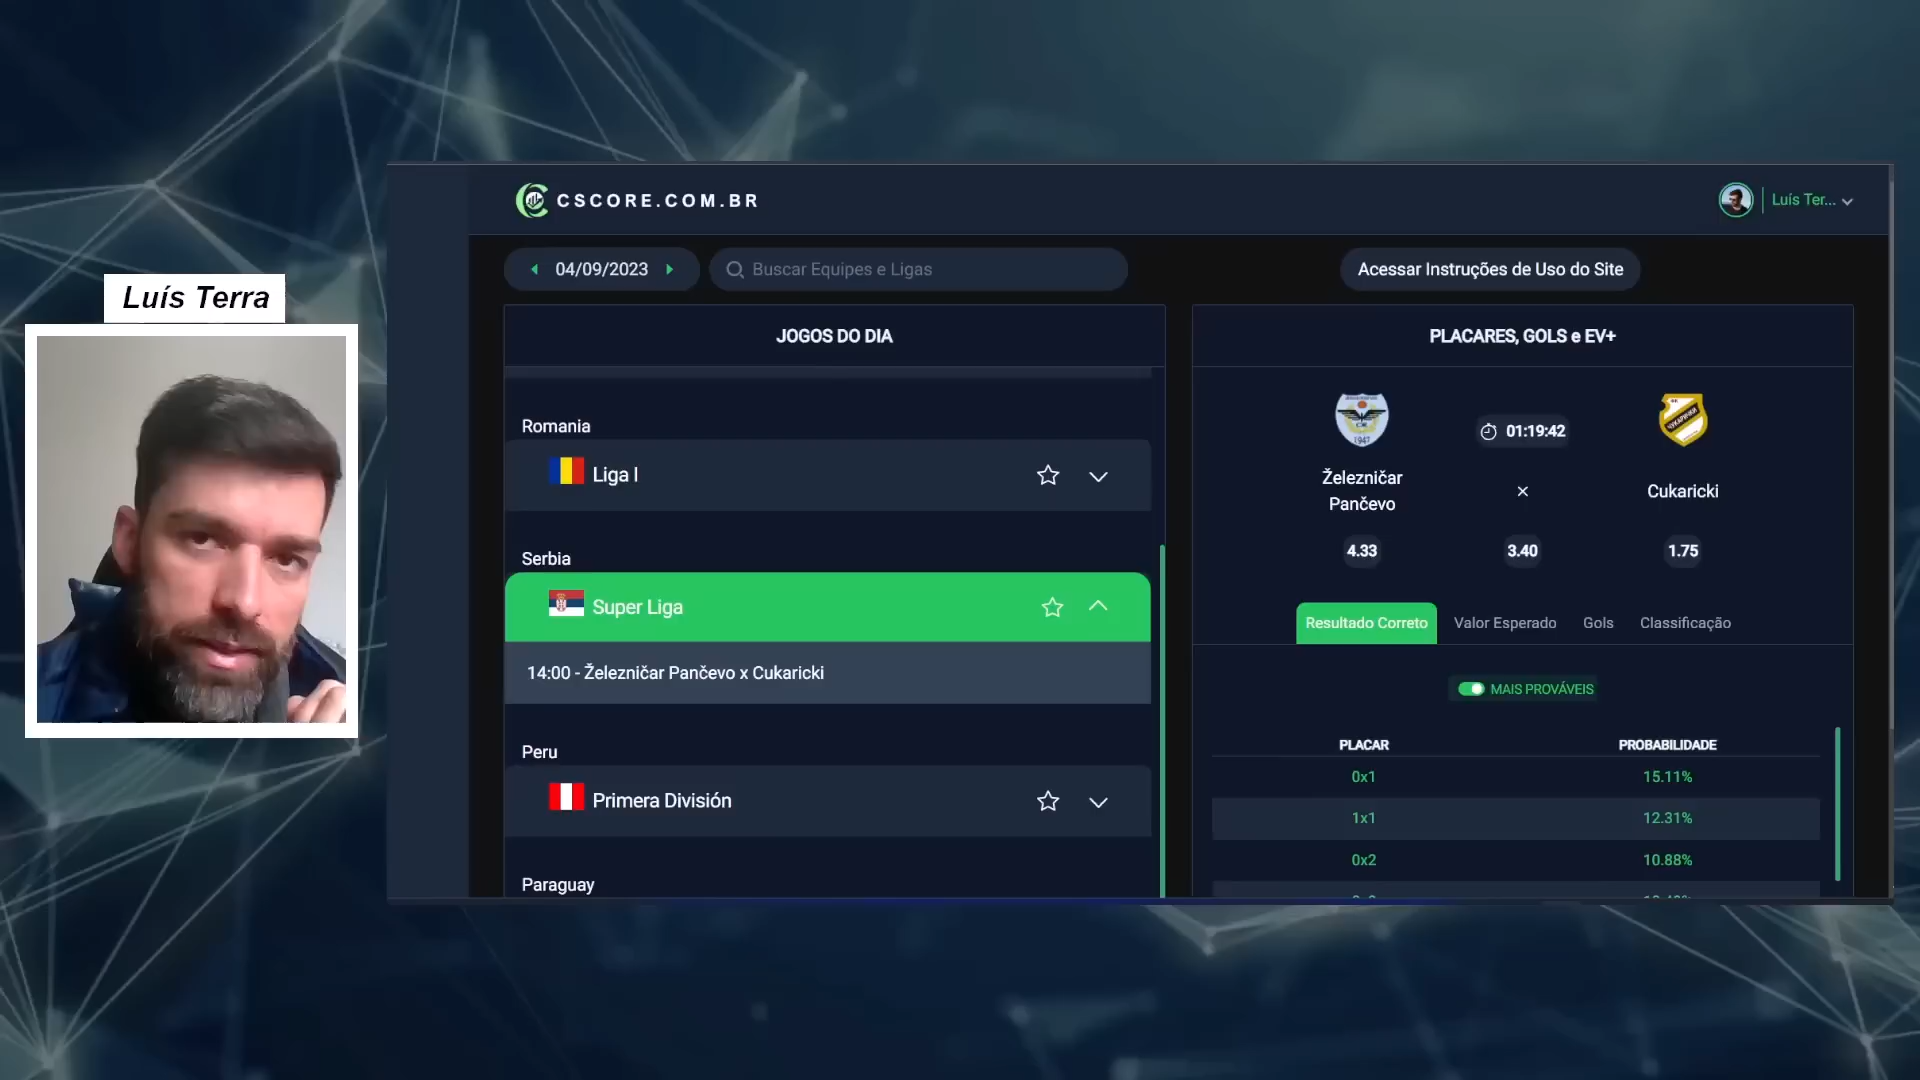 Luís Terra
CSCORE.COM.BR
Luís Ter...
04/09/2023
Buscar Equipes e Ligas
Acessar Instruções de Uso do Site
JOGOS DO DIA
Romania
Liga I
Serbia
Super Liga
14:00 - Železničar Pančevo x Cukaricki
Peru
Primera División
Paraguay
PLACARES, GOLS e EV+
1947
ЧУКАРИЧКИ
01:19:42
Železničar
Pančevo
×
Cukaricki
4.33
3.40
1.75
Resultado Correto
Valor Esperado
Gols
Classificação
MAIS PROVÁVEIS
PLACAR
PROBABILIDADE
0x1
15.11%
1x1
12.31%
0x2
10.88%